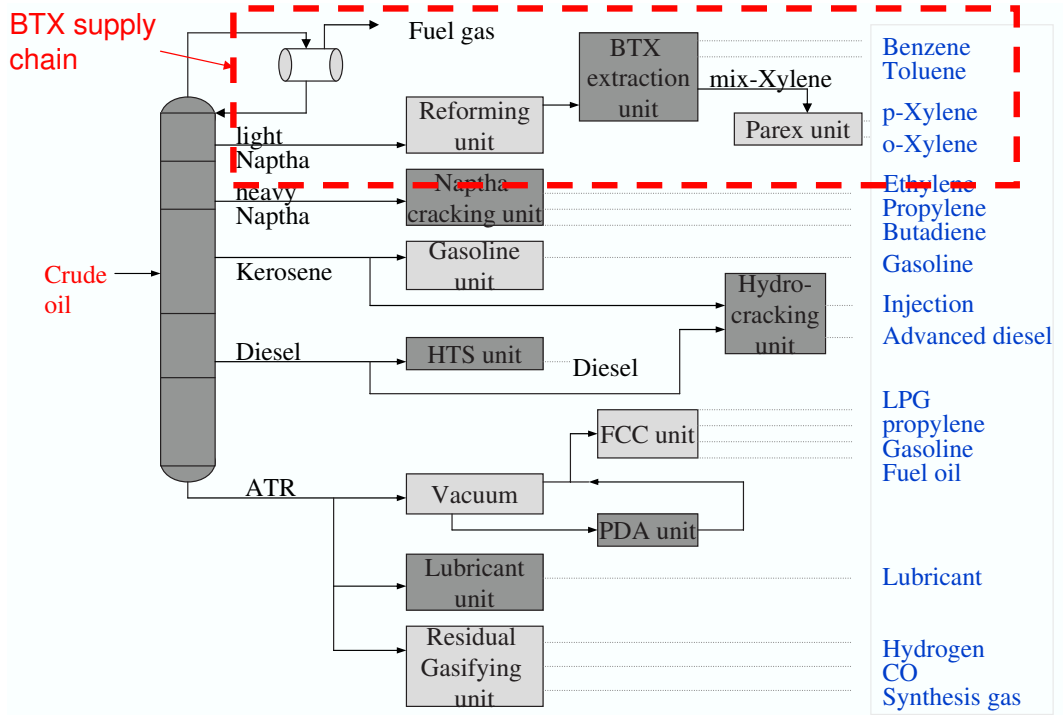 BTX supply
chain
Fuel gas
BTX
extraction
unit
mix-Xylene
Benzene
Toluene
Reforming
unit
Parex unit
p-Xylene
o-Xylene
light
Naptha
heavy
Naptha
Naptha
cracking unit
Ethylene
Propylene
Butadiene
Crude
oil
Kerosene
Gasoline
unit
Gasoline
Hydro-
cracking
unit
Injection
Advanced diesel
Diesel
HTS unit
Diesel
LPG
propylene
Gasoline
Fuel oil
FCC unit
ATR
Vacuum
PDA unit
Lubricant
unit
Lubricant
Residual
Gasifying
unit
Hydrogen
CO
Synthesis gas